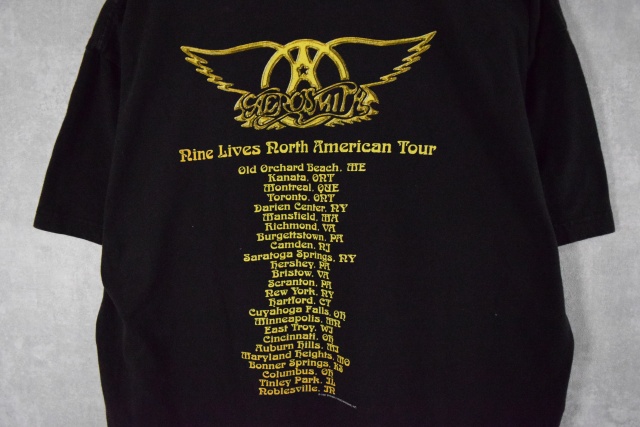 AEROSMITH
Nine Lives North American Tour
Old Orchard Beach, ME
Kanata, ONT
Montreal, QUE
Toronto, ONT
Darien Center, NY
Mansfield, MA
Richmond, VA
Burgettstown, PA
Camden, NJ
Saratoga Springs, NY
Hershey, PA
Bristow, VA
Scranton, PA
New York, NY
Hartford, CT
Cuyahoga Falls, OH
Minneapolis, MN
East Troy, WI
Cincinnati, OH
Auburn Hills, MI
Maryland Heights, MO
Bonner Springs, KS
Columbus, OH
Tinley Park, IL
Noblesville, IN